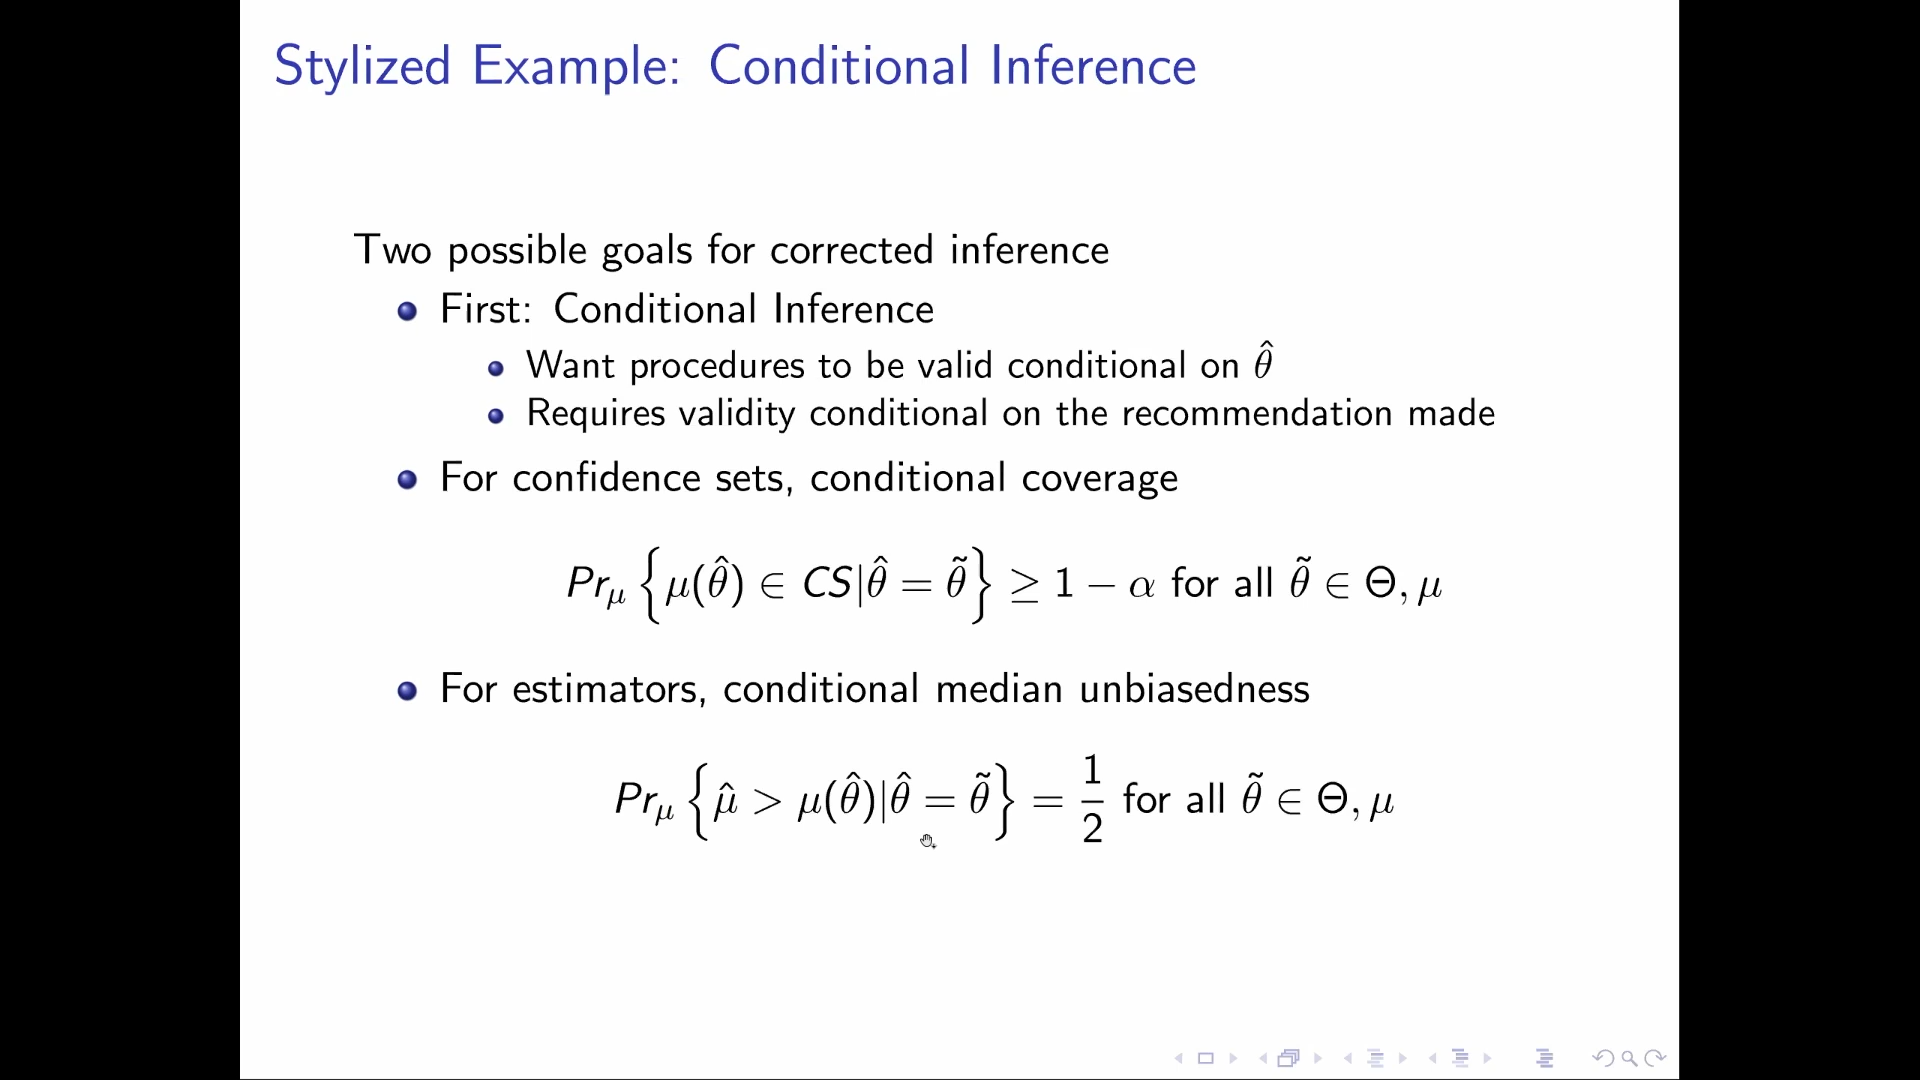 Stylized Example: Conditional Inference
Two possible goals for corrected inference
First: Conditional Inference
Want procedures to be valid conditional on θ̂
Requires validity conditional on the recommendation made
For confidence sets, conditional coverage
Pr_μ {μ(θ̂) ∈ CS|θ̂ = θ̃} ≥ 1 − α for all θ̃ ∈ Θ, μ
For estimators, conditional median unbiasedness
Pr_μ {μ̂ > μ(θ̂)|θ̂ = θ̃} = 1/2 for all θ̃ ∈ Θ, μ